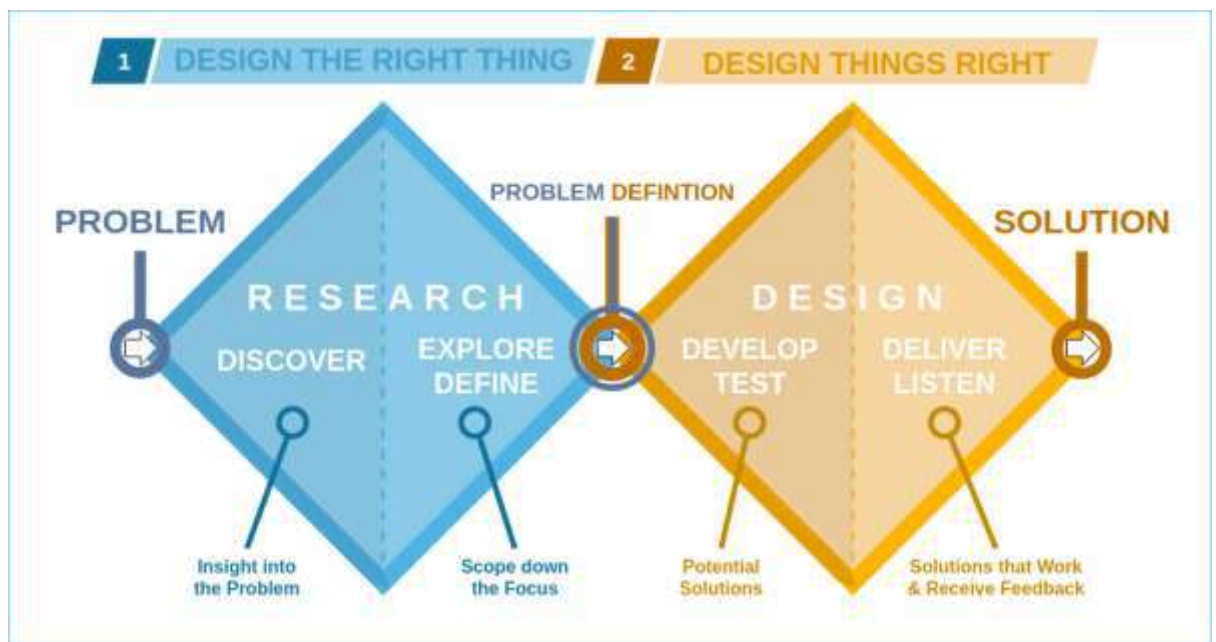 1 DESIGN THE RIGHT THING 2 DESIGN THINGS RIGHT
PROBLEM DEFINTION
PROBLEM
SOLUTION
RESEARCH
DISCOVER
EXPLORE
DEFINE
DESIGN
DEVELOP
TEST
DELIVER
LISTEN
Insight into
the Problem
Scope down
the Focus
Potential
Solutions
Solutions that Work
& Receive Feedback